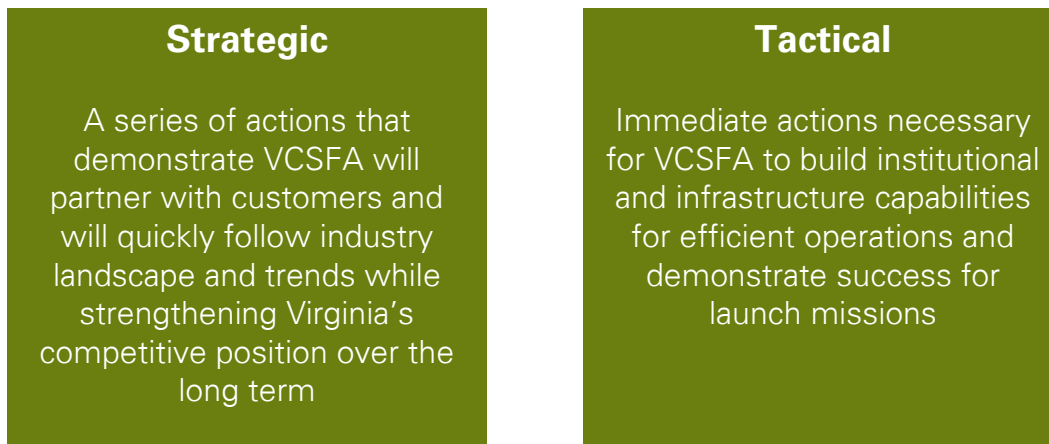 Strategic
A series of actions that
demonstrate VCSFA will
partner with customers and
will quickly follow industry
landscape and trends while
strengthening Virginia’s
competitive position over the
long term
Tactical
Immediate actions necessary
for VCSFA to build institutional
and infrastructure capabilities
for efficient operations and
demonstrate success for
launch missions